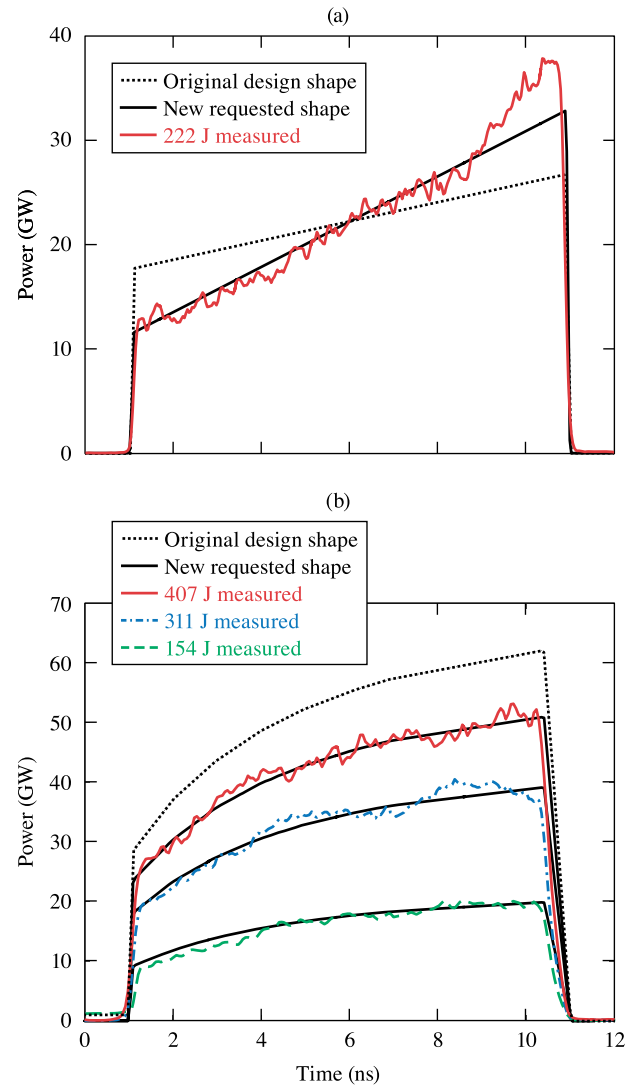 (a)
40
30
20
10
0
Power (GW)
Original design shape
New requested shape
222 J measured
(b)
Original design shape
New requested shape
407 J measured
311 J measured
154 J measured
70
60
50
40
30
20
10
0
Power (GW)
0 2 4 6 8 10 12
Time (ns)